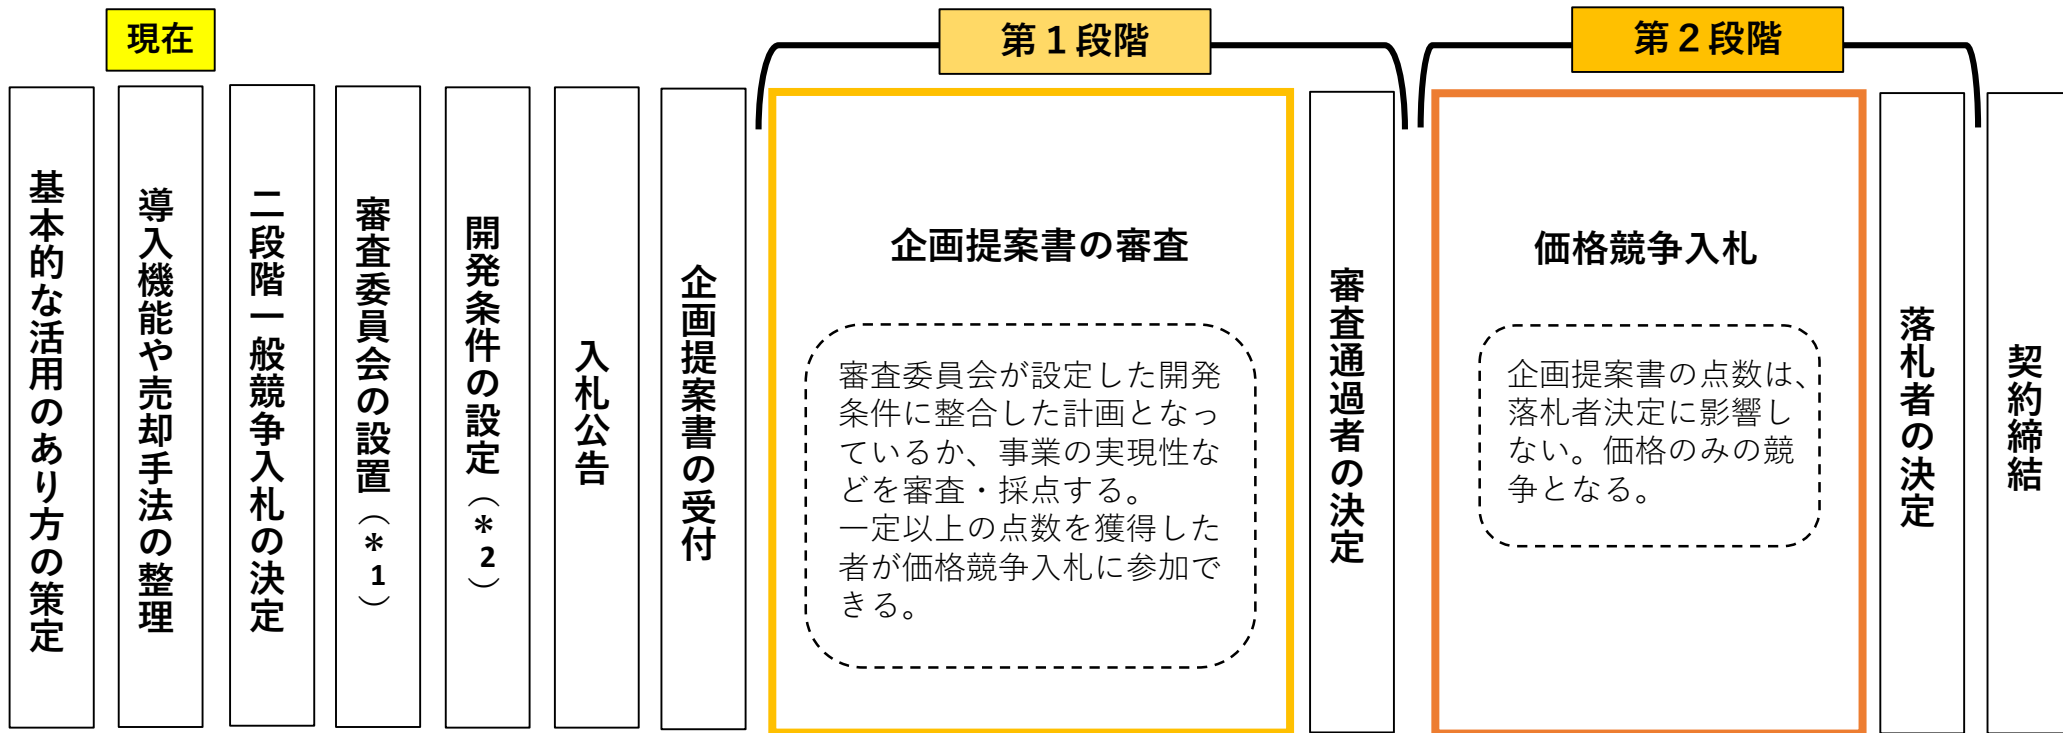 現在
第１段階
第２段階
基本的な活用のあり方の策定
導入機能や売却手法の整理
二段階一般競争入札の決定
審査委員会の設置（*1）
開発条件の設定（*2）
入札公告
企画提案書の受付
企画提案書の審査
審査委員会が設定した開発
条件に整合した計画となっ
ているか、事業の実現性な
どを審査・採点する。
一定以上の点数を獲得した
者が価格競争入札に参加で
きる。
審査通過者の決定
価格競争入札
企画提案書の点数は、
落札者決定に影響し
ない。価格のみの競
争となる。
落札者の決定
契約締結